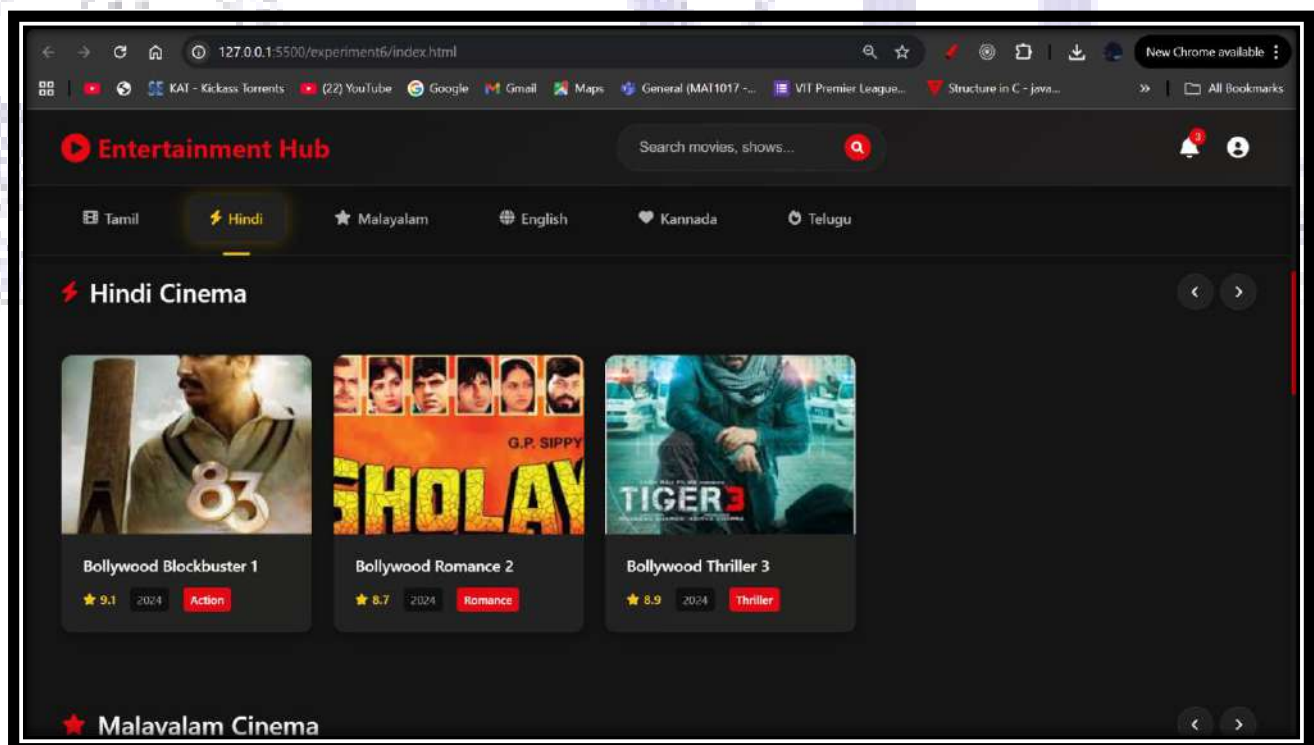 127.0.0.1:5500/experiment6/index.html
New Chrome available
KAT - Kickass Torrents
(22) YouTube
Google
Gmail
Maps
General (MAT1017 -...
VIT Premier League...
Structure in C - java...
»
All Bookmarks
Entertainment Hub
Search movies, shows...
3
Tamil
Hindi
Malayalam
English
Kannada
Telugu
Hindi Cinema
83
G.P. SIPPY
SHOLAY
TIGER 3
Bollywood Blockbuster 1
Bollywood Romance 2
Bollywood Thriller 3
9.1 2024 Action
8.7 2024 Romance
8.9 2024 Thriller
Malayalam Cinema